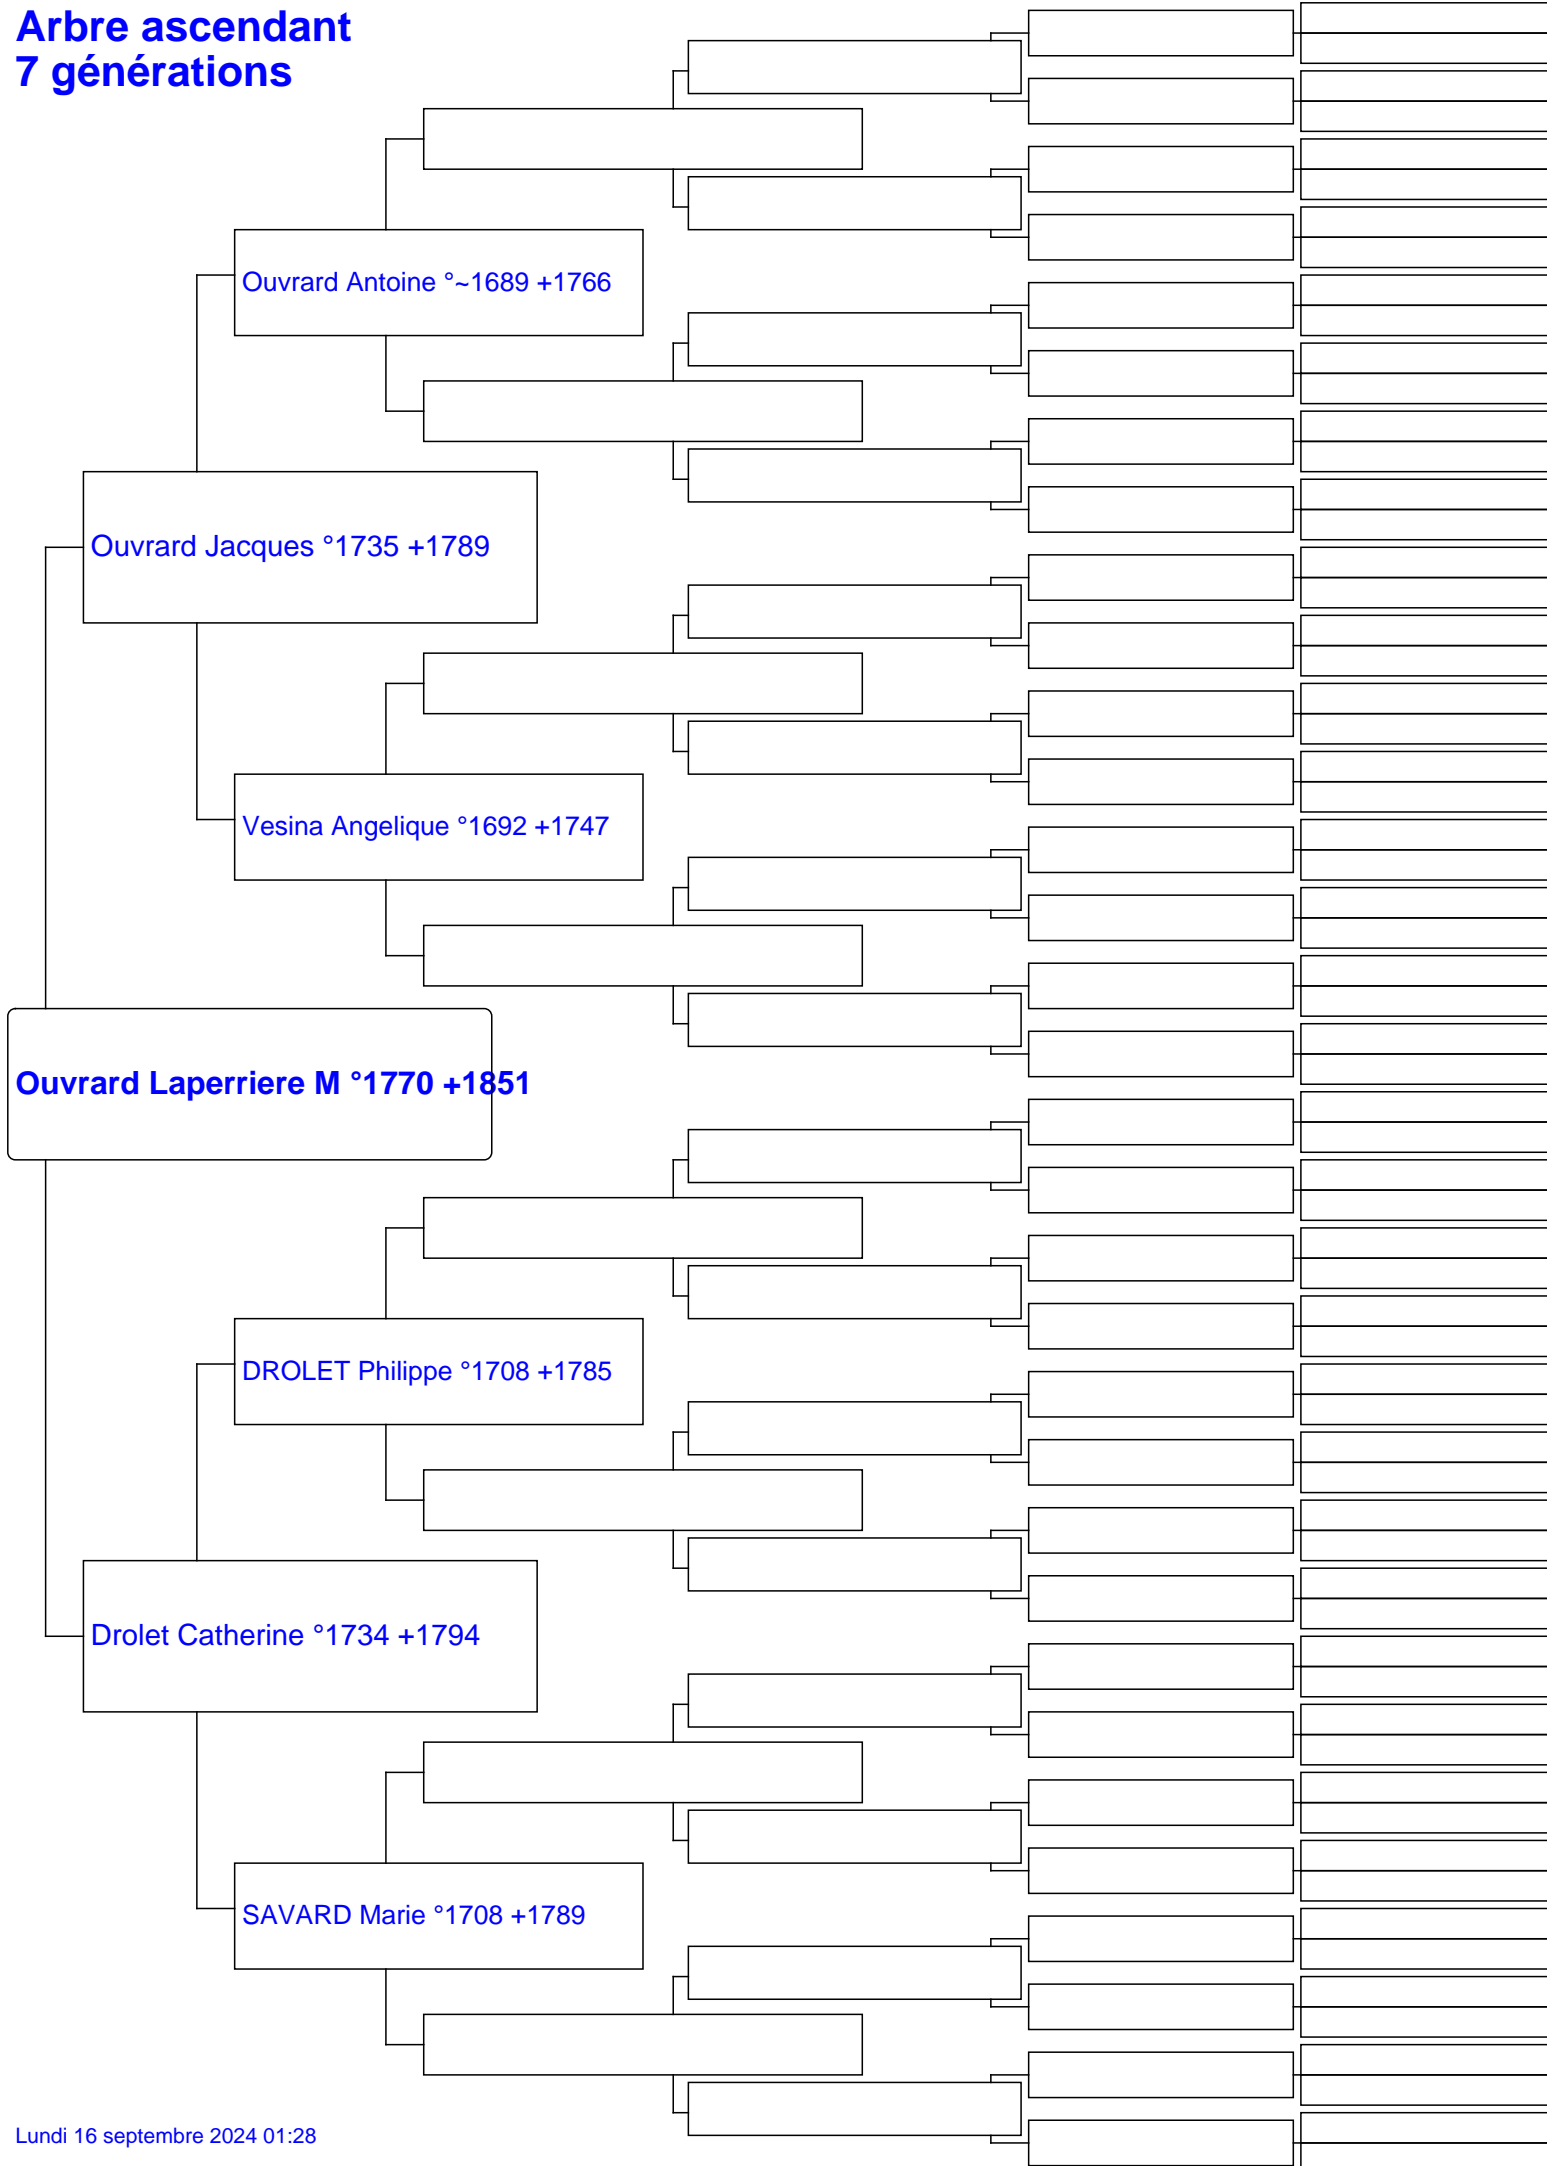 Arbre ascendant
7 générations
Ouvrard Antoine °~1689 +1766
Ouvrard Jacques °1735 +1789
Vesina Angelique °1692 +1747
Ouvrard Laperriere M °1770 +1851
DROLET Philippe °1708 +1785
Drolet Catherine °1734 +1794
SAVARD Marie °1708 +1789
Lundi 16 septembre 2024 01:28